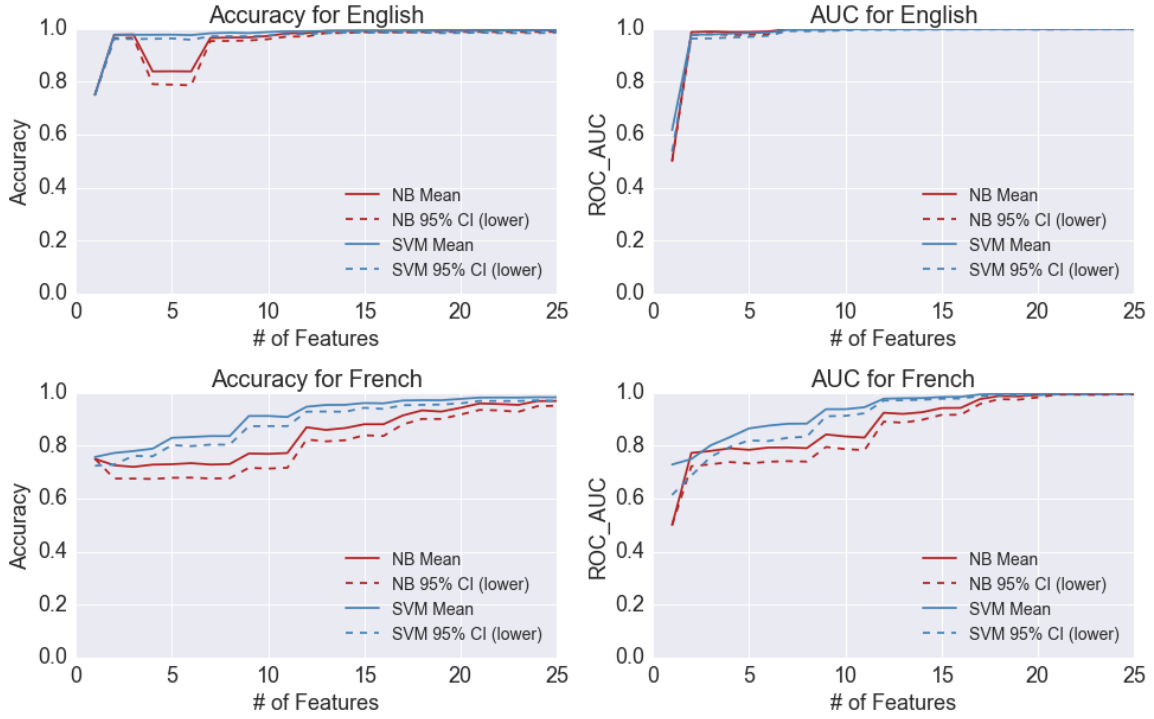 Accuracy for English
1.0
0.8
0.6
0.4
0.2
0.0
Accuracy
NB Mean
NB 95% CI (lower)
SVM Mean
SVM 95% CI (lower)
0 5 10 15 20 25
# of Features
AUC for English
1.0
0.8
0.6
0.4
0.2
0.0
ROC_AUC
NB Mean
NB 95% CI (lower)
SVM Mean
SVM 95% CI (lower)
0 5 10 15 20 25
# of Features
Accuracy for French
1.0
0.8
0.6
0.4
0.2
0.0
Accuracy
NB Mean
NB 95% CI (lower)
SVM Mean
SVM 95% CI (lower)
0 5 10 15 20 25
# of Features
AUC for French
1.0
0.8
0.6
0.4
0.2
0.0
ROC_AUC
NB Mean
NB 95% CI (lower)
SVM Mean
SVM 95% CI (lower)
0 5 10 15 20 25
# of Features